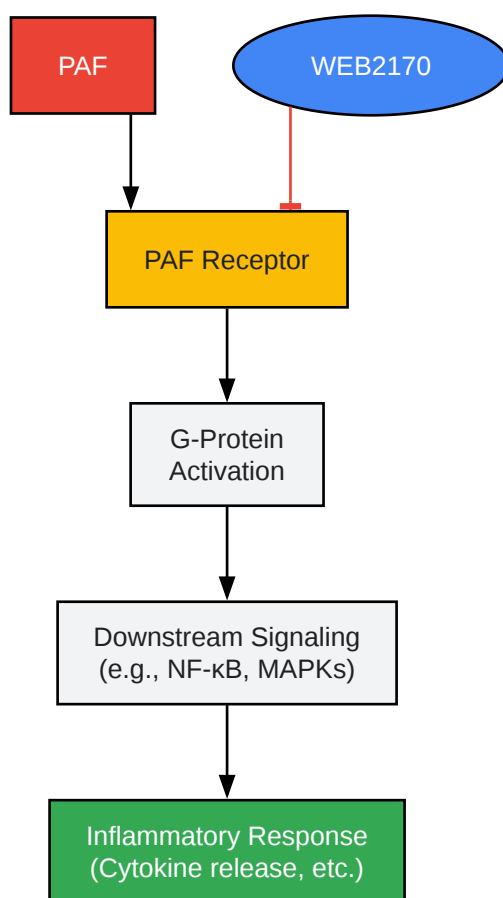 PAF
WEB2170
PAF Receptor
G-Protein
Activation
Downstream Signaling
(e.g., NF-κB, MAPKs)
Inflammatory Response
(Cytokine release, etc.)